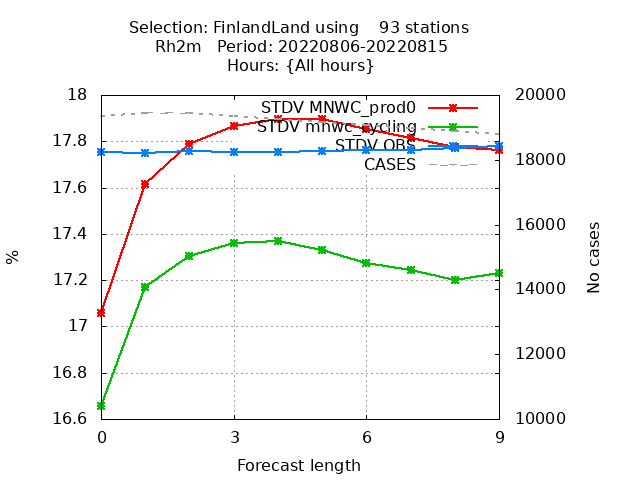 Selection: FinlandLand using 93 stations
Rh2m Period: 20220806-20220815
Hours: {All hours}
STDV MNWC_prod0
STDV mnwc_cycling
STDV OBS
CASES
%
18
17.8
17.6
17.4
17.2
17
16.8
16.6
20000
18000
16000
14000
12000
10000
No cases
0 3 6 9
Forecast length